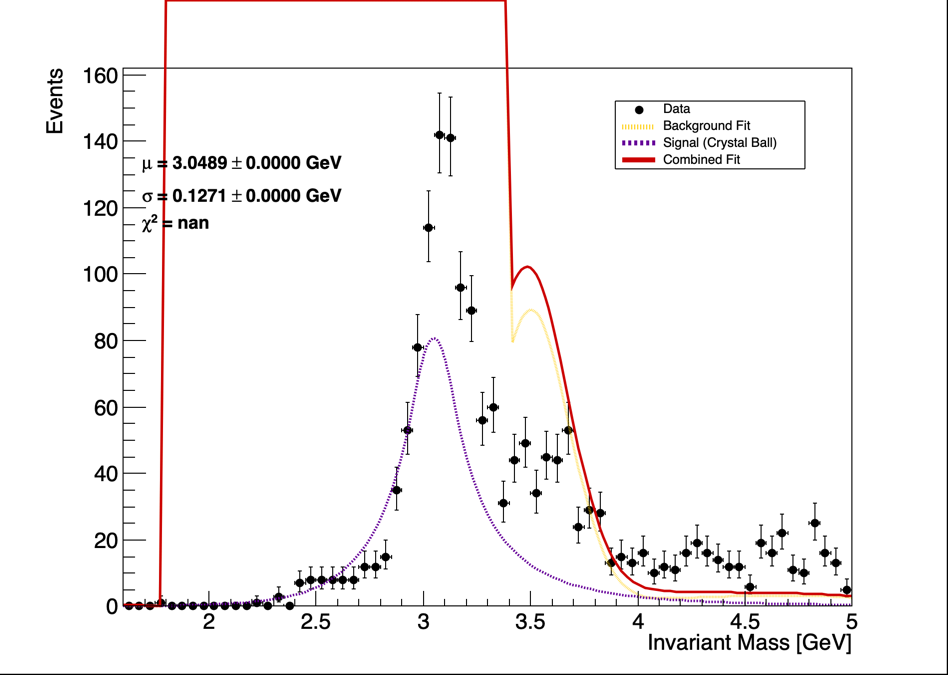 Events
160
140
120
100
80
60
40
20
0
μ = 3.0489 ± 0.0000 GeV
σ = 0.1271 ± 0.0000 GeV
χ² = nan
Data
Background Fit
Signal (Crystal Ball)
Combined Fit
2 2.5 3 3.5 4 4.5 5
Invariant Mass [GeV]